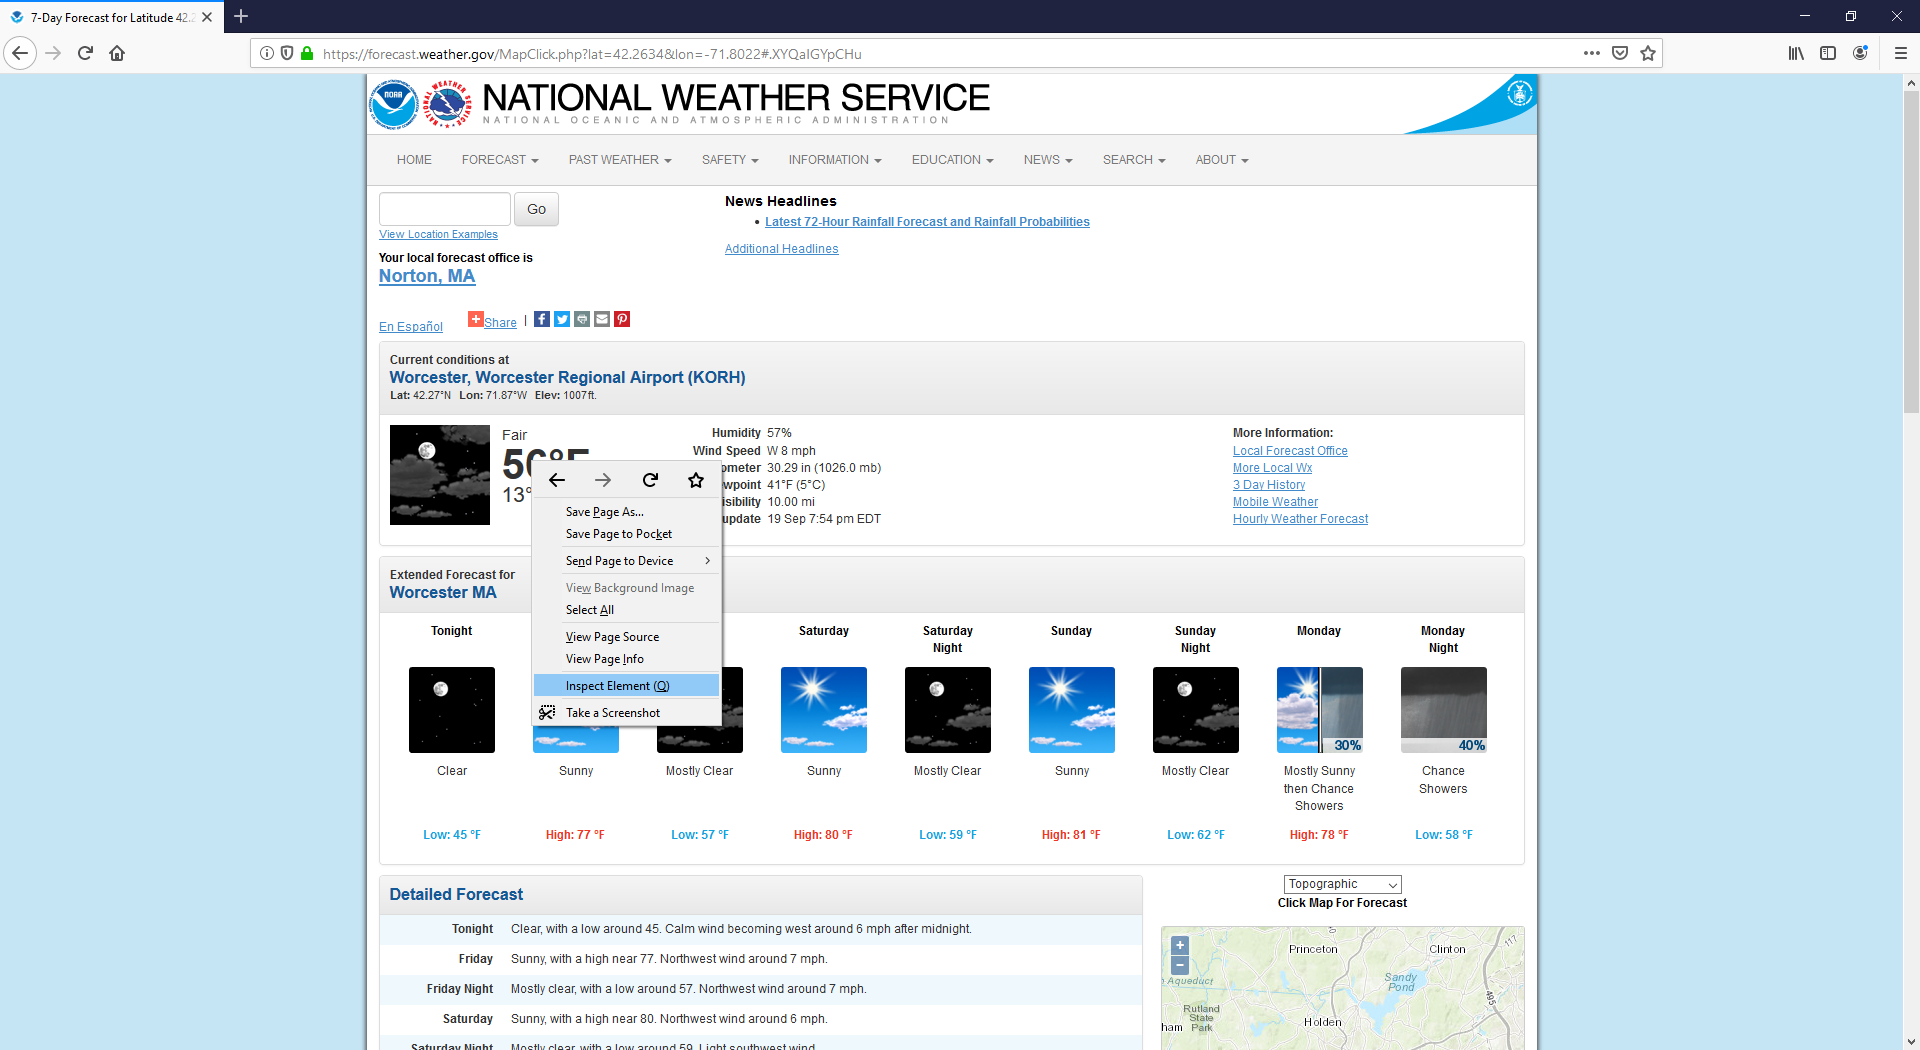 7-Day Forecast for Latitude 42.2
https://forecast.weather.gov/MapClick.php?lat=42.2634&lon=-71.8022#.XYQaIGYpCHu
NOAA
NATIONAL WEATHER SERVICE
NATIONAL OCEANIC AND ATMOSPHERIC ADMINISTRATION
HOME FORECAST PAST WEATHER SAFETY INFORMATION EDUCATION NEWS SEARCH ABOUT
Go
View Location Examples
Your local forecast office is
Norton, MA
News Headlines
• Latest 72-Hour Rainfall Forecast and Rainfall Probabilities
Additional Headlines
En Español Share |
Current conditions at
Worcester, Worcester Regional Airport (KORH)
Lat: 42.27°N Lon: 71.87°W Elev: 1007ft.
Fair
56°F
13°
Humidity 57%
Wind Speed W 8 mph
ometer 30.29 in (1026.0 mb)
wpoint 41°F (5°C)
isibility 10.00 mi
update 19 Sep 7:54 pm EDT
More Information:
Local Forecast Office
More Local Wx
3 Day History
Mobile Weather
Hourly Weather Forecast
Save Page As...
Save Page to Pocket
Send Page to Device
View Background Image
Select All
View Page Source
View Page Info
Inspect Element (Q)
Take a Screenshot
Extended Forecast for
Worcester MA
Tonight
Clear
Low: 45 °F
Sunny
High: 77 °F
Mostly Clear
Low: 57 °F
Saturday
Sunny
High: 80 °F
Saturday
Night
Mostly Clear
Low: 59 °F
Sunday
Sunny
High: 81 °F
Sunday
Night
Mostly Clear
Low: 62 °F
Monday
30%
Mostly Sunny
then Chance
Showers
High: 78 °F
Monday
Night
40%
Chance
Showers
Low: 58 °F
Detailed Forecast
Tonight Clear, with a low around 45. Calm wind becoming west around 6 mph after midnight.
Friday Sunny, with a high near 77. Northwest wind around 7 mph.
Friday Night Mostly clear, with a low around 57. Northwest wind around 7 mph.
Saturday Sunny, with a high near 80. Northwest wind around 6 mph.
Saturday Night Mostly clear, with a low around 59. Light southwest wind.
Topographic
Click Map For Forecast
+
−
Princeton
Clinton
117
Aqueduct
Sandy
Pond
495
Rutland
State
Park
ham
Holden